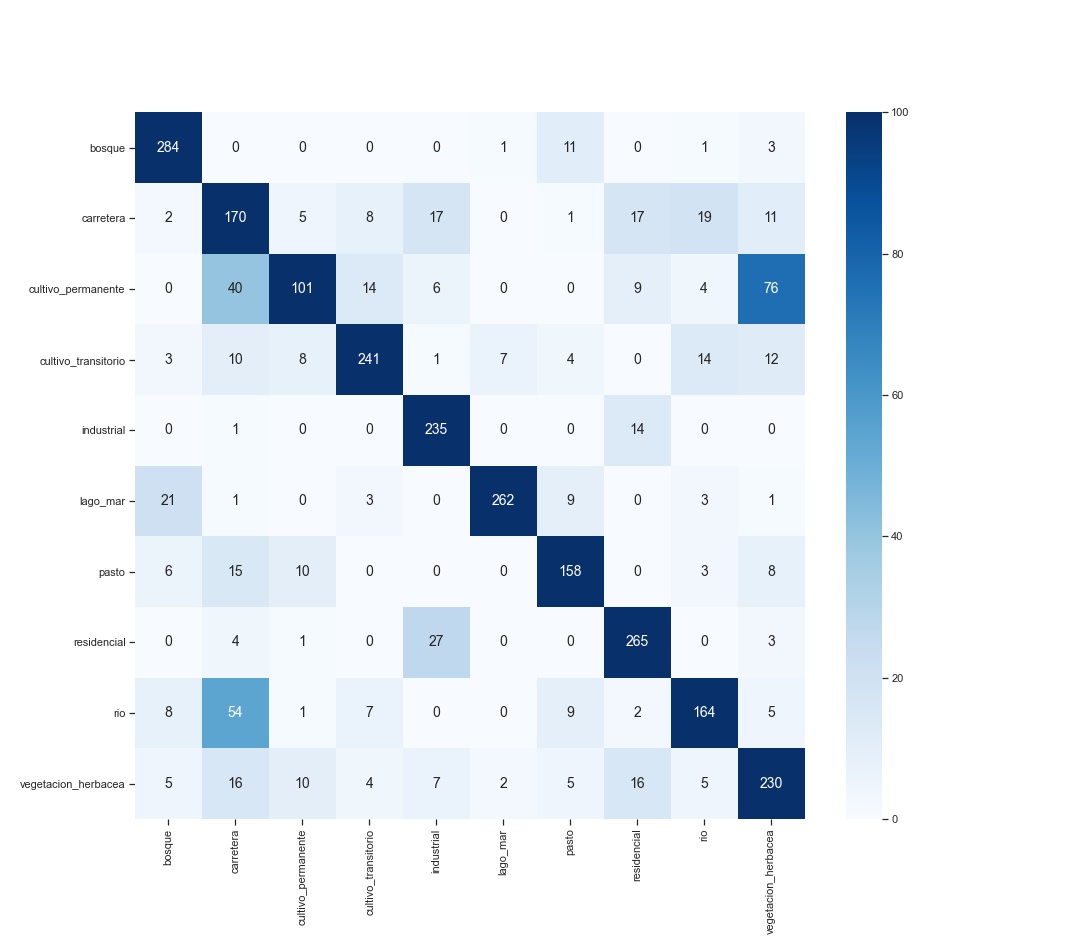 100
bosque 284 0 0 0 0 1 11 0 1 3
carretera 2 170 5 8 17 0 1 17 19 11
80
cultivo_permanente 0 40 101 14 6 0 0 9 4 76
cultivo_transitorio 3 10 8 241 1 7 4 0 14 12
60
industrial 0 1 0 0 235 0 0 14 0 0
lago_mar 21 1 0 3 0 262 9 0 3 1
40
pasto 6 15 10 0 0 0 158 0 3 8
residencial 0 4 1 0 27 0 0 265 0 3
20
rio 8 54 1 7 0 0 9 2 164 5
vegetacion_herbacea 5 16 10 4 7 2 5 16 5 230
0
bosque
carretera
cultivo_permanente
cultivo_transitorio
industrial
lago_mar
pasto
residencial
rio
vegetacion_herbacea